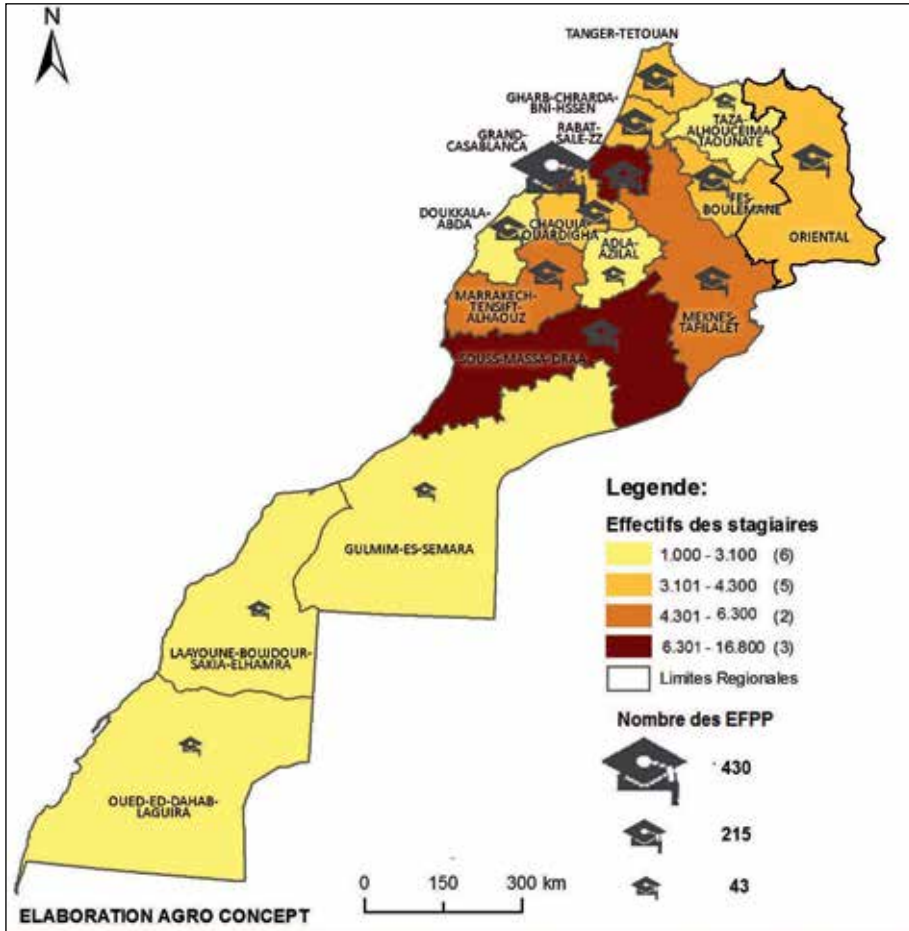 N
TANGER-TETOUAN
GHARB-CHRARDA-
BNI-HSSEN
RABAT-
SALE-ZZ
GRAND-
CASABLANCA
TAZA-
ALHOUCEIMA-
TAOUNATE
FES-
BOULEMANE
ORIENTAL
DOUKKALA-
ABDA
CHAOUIA-
OUARDIGHA
ADLA-
AZILAL
MARRAKECH-
TENSIFT-
ALHAOUZ
MEKNES-
TAFILALET
SOUSS-MASSA-DRAA
GULMIM-ES-SEMARA
LAAYOUNE-BOUJDOUR-
SAKIA-ELHAMRA
OUED-ED-DAHAB-
LAGUIRA
Legende:
Effectifs des stagiaires
1.000 - 3.100 (6)
3.101 - 4.300 (5)
4.301 - 6.300 (2)
6.301 - 16.800 (3)
Limites Regionales
Nombre des EFPP
430
215
43
0 150 300 km
ELABORATION AGRO CONCEPT